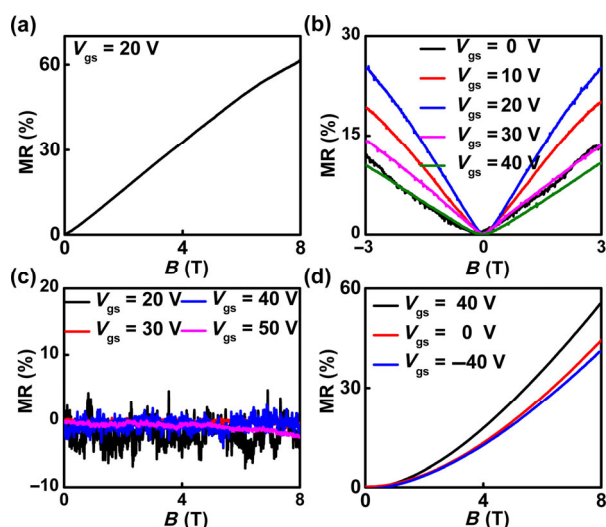 (a)
V_gs = 20 V
60
30
0
MR (%)
0 4 8
B (T)
(b)
V_gs = 0 V
V_gs = 10 V
V_gs = 20 V
V_gs = 30 V
V_gs = 40 V
30
15
0
MR (%)
−3 0 3
B (T)
(c)
V_gs = 20 V V_gs = 40 V
V_gs = 30 V V_gs = 50 V
20
10
0
−10
MR (%)
0 4 8
B (T)
(d)
V_gs = 40 V
V_gs = 0 V
V_gs = −40 V
60
30
0
MR (%)
0 4 8
B (T)